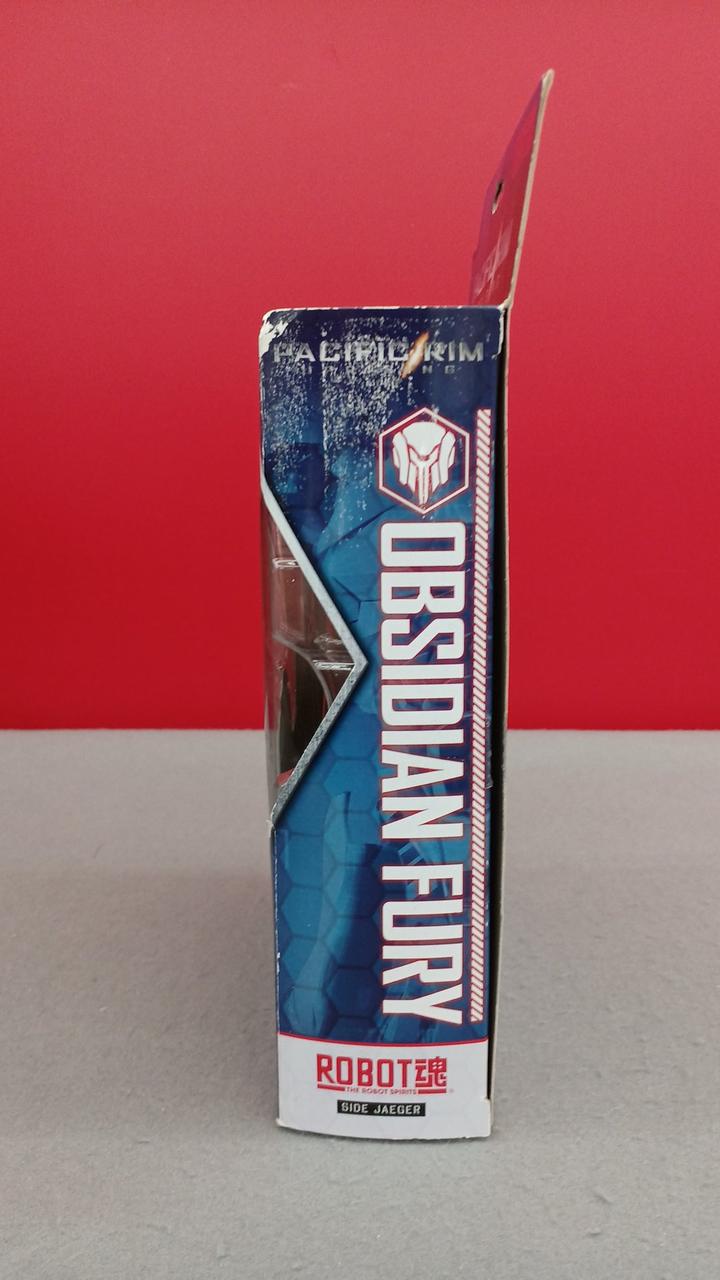 PACIFIC RIM
OBSIDIAN FURY
ROBOT魂
THE ROBOT SPIRITS
SIDE JAEGER